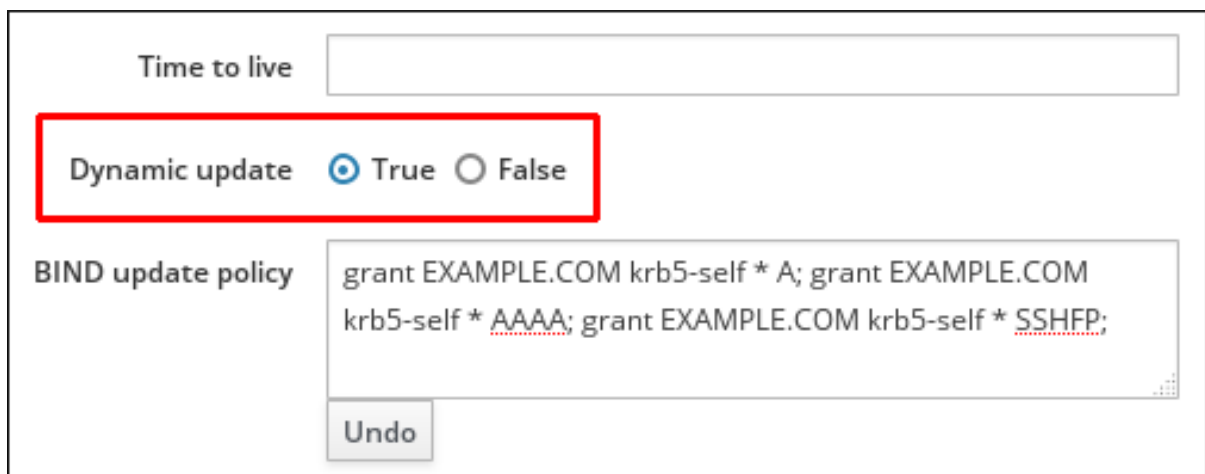 Time to live
Dynamic update True False
BIND update policy grant EXAMPLE.COM krb5-self * A; grant EXAMPLE.COM
krb5-self * AAAA; grant EXAMPLE.COM krb5-self * SSHFP;
Undo